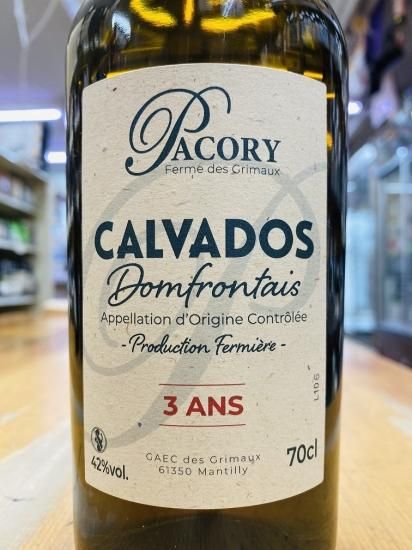 PACORY
Ferme des Grimaux
CALVADOS
Domfrontais
Appellation d'Origine Contrôlée
- Production Fermière -
3 ANS
L106
42%vol.
GAEC des Grimaux
61350 Mantilly
70cl